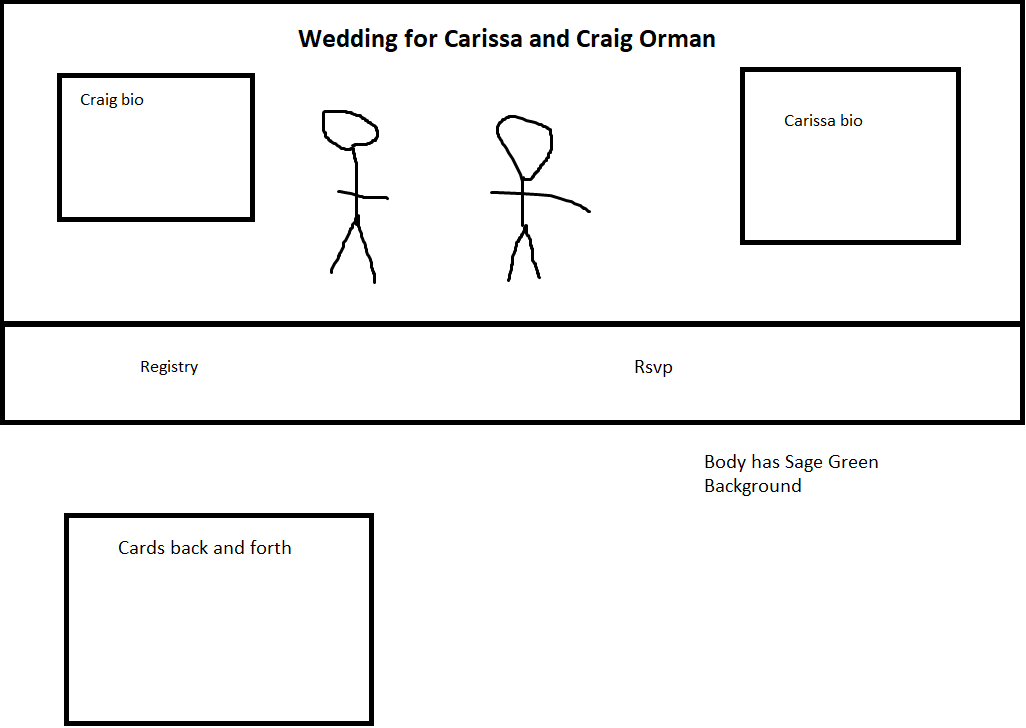 Wedding for Carissa and Craig Orman
Craig bio
Carissa bio
Registry
Rsvp
Body has Sage Green
Background
Cards back and forth